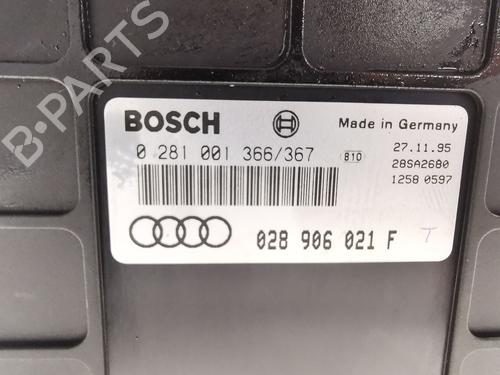 BOSCH
Made in Germany
0 281 001 366/367
810
27.11.95
28SA2680
1258 0597
028 906 021 F
T
B-PARTS